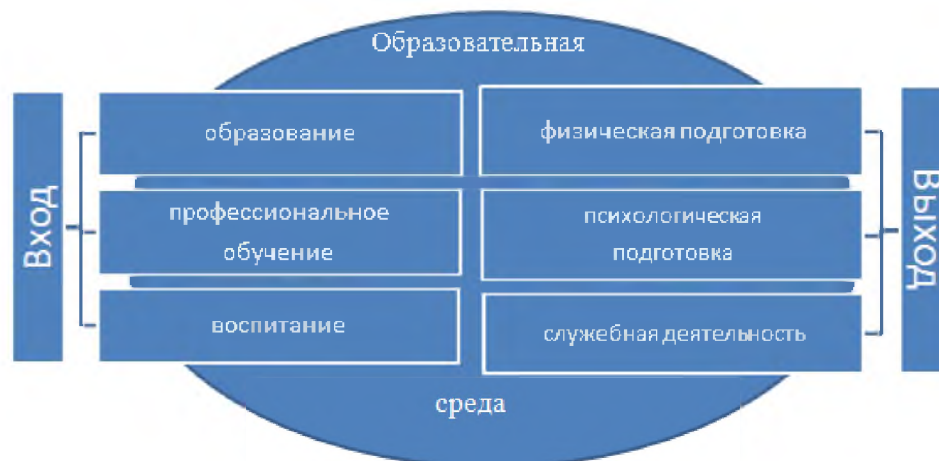 Образовательная
Вход
образование
физическая подготовка
Выход
профессиональное
обучение
психологическая
подготовка
воспитание
служебная деятельность
среда